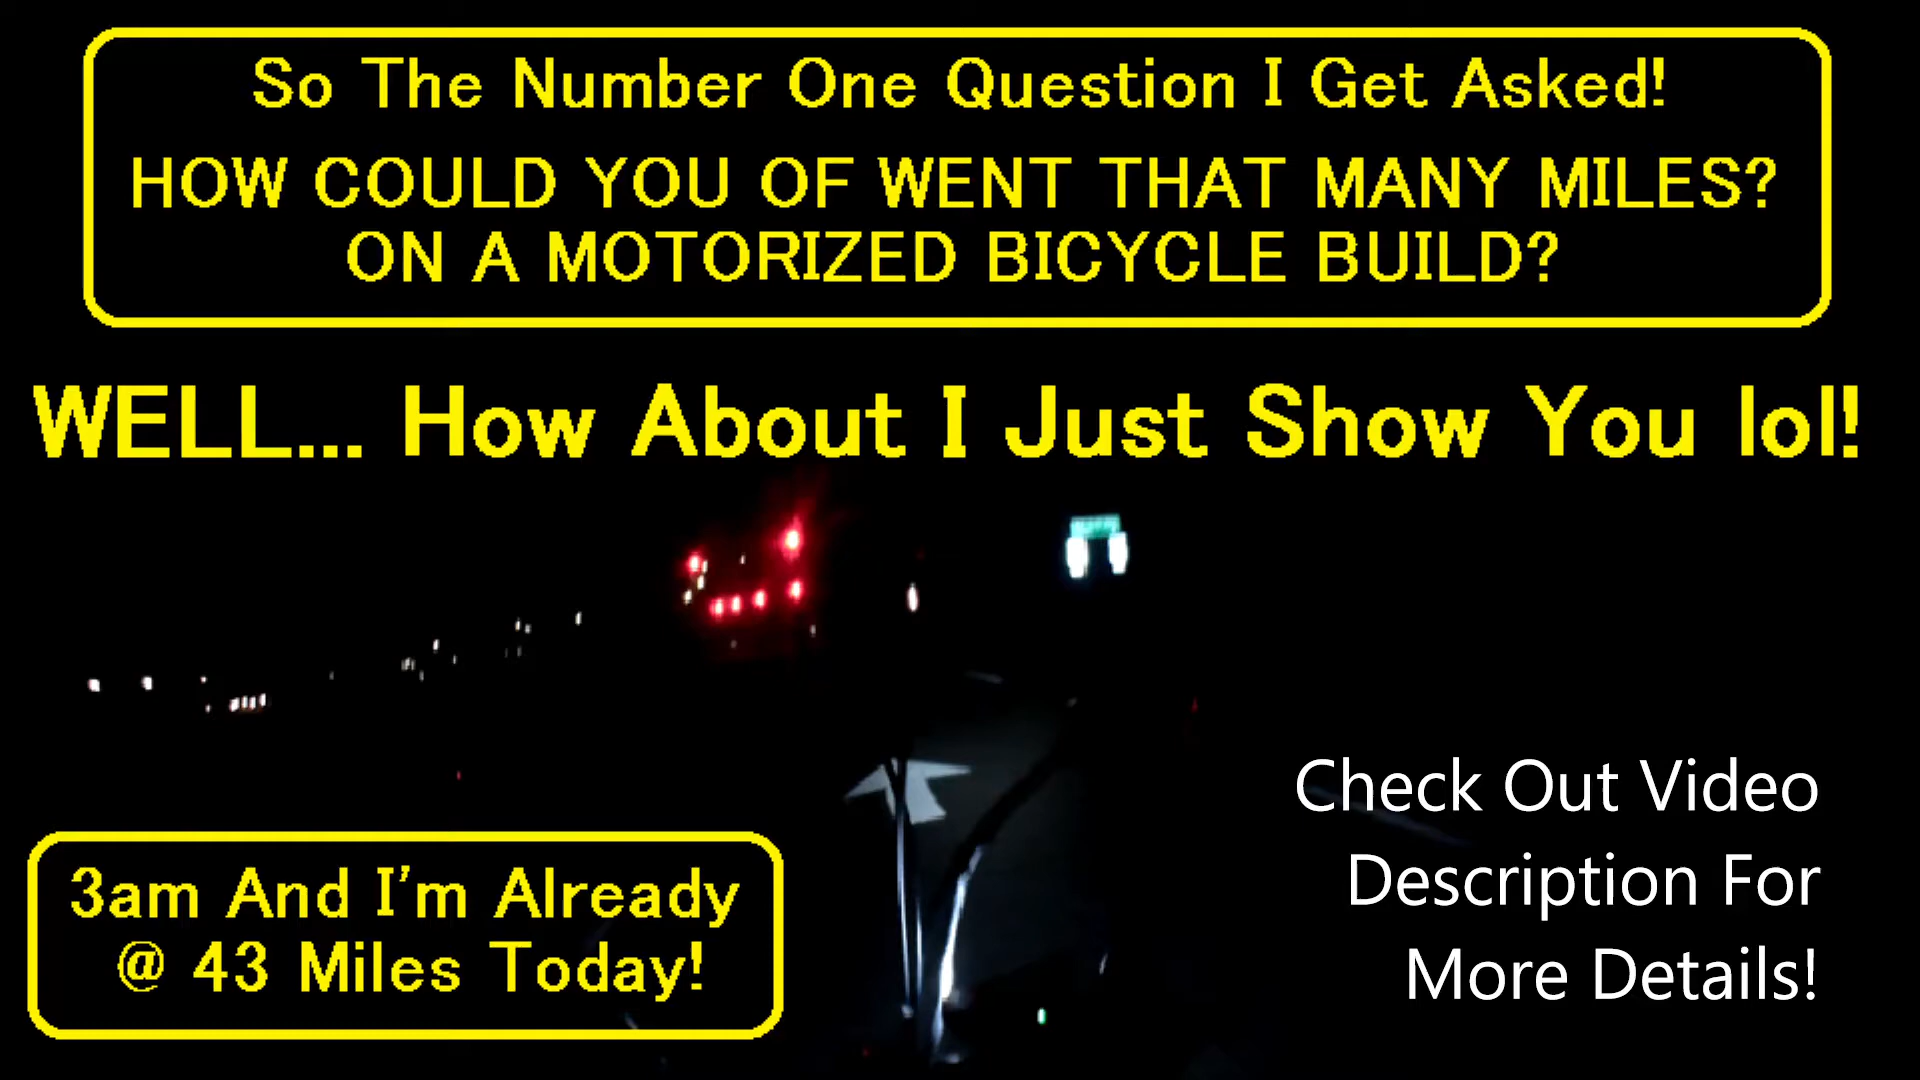 So The Number One Question I Get Asked!
HOW COULD YOU OF WENT THAT MANY MILES?
ON A MOTORIZED BICYCLE BUILD?
WELL... How About I Just Show You lol!
3am And I'm Already
@ 43 Miles Today!
Check Out Video
Description For
More Details!